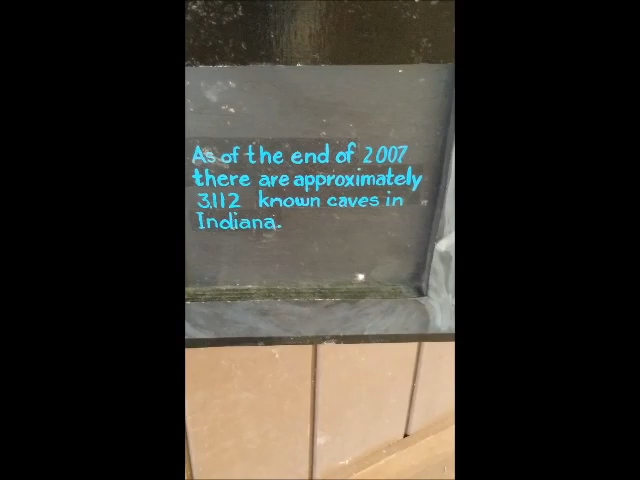 As of the end of 2007
there are approximately
3,112 known caves in
Indiana.